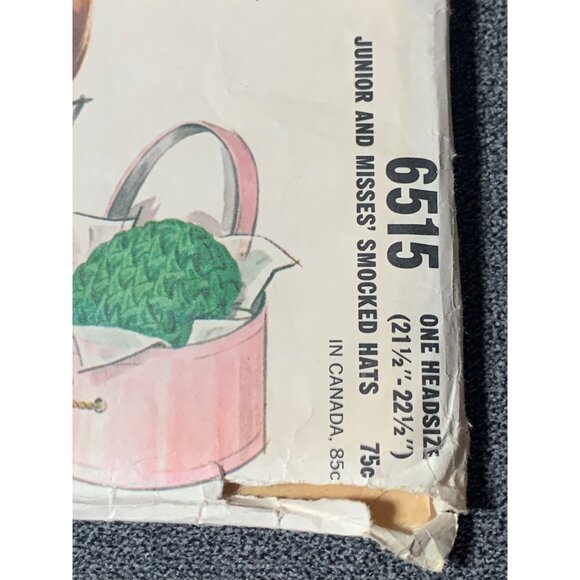 6515
ONE HEADSIZE
(21½"-22½")
JUNIOR AND MISSES' SMOCKED HATS 75c
IN CANADA, 85c